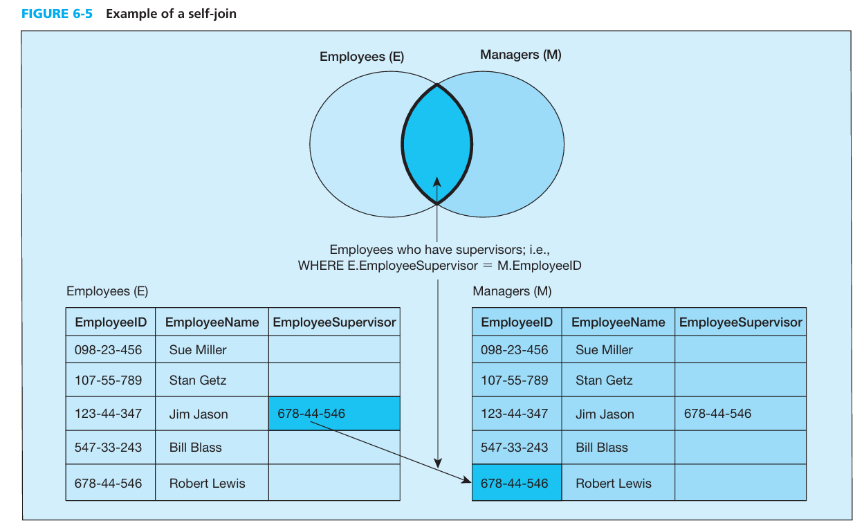 FIGURE 6-5 Example of a self-join
Employees (E)
Managers (M)
Employees who have supervisors; i.e.,
WHERE E.EmployeeSupervisor = M.EmployeeID
Employees (E)
EmployeeID EmployeeName EmployeeSupervisor
098-23-456 Sue Miller
107-55-789 Stan Getz
123-44-347 Jim Jason 678-44-546
547-33-243 Bill Blass
678-44-546 Robert Lewis
Managers (M)
EmployeeID EmployeeName EmployeeSupervisor
098-23-456 Sue Miller
107-55-789 Stan Getz
123-44-347 Jim Jason 678-44-546
547-33-243 Bill Blass
678-44-546 Robert Lewis